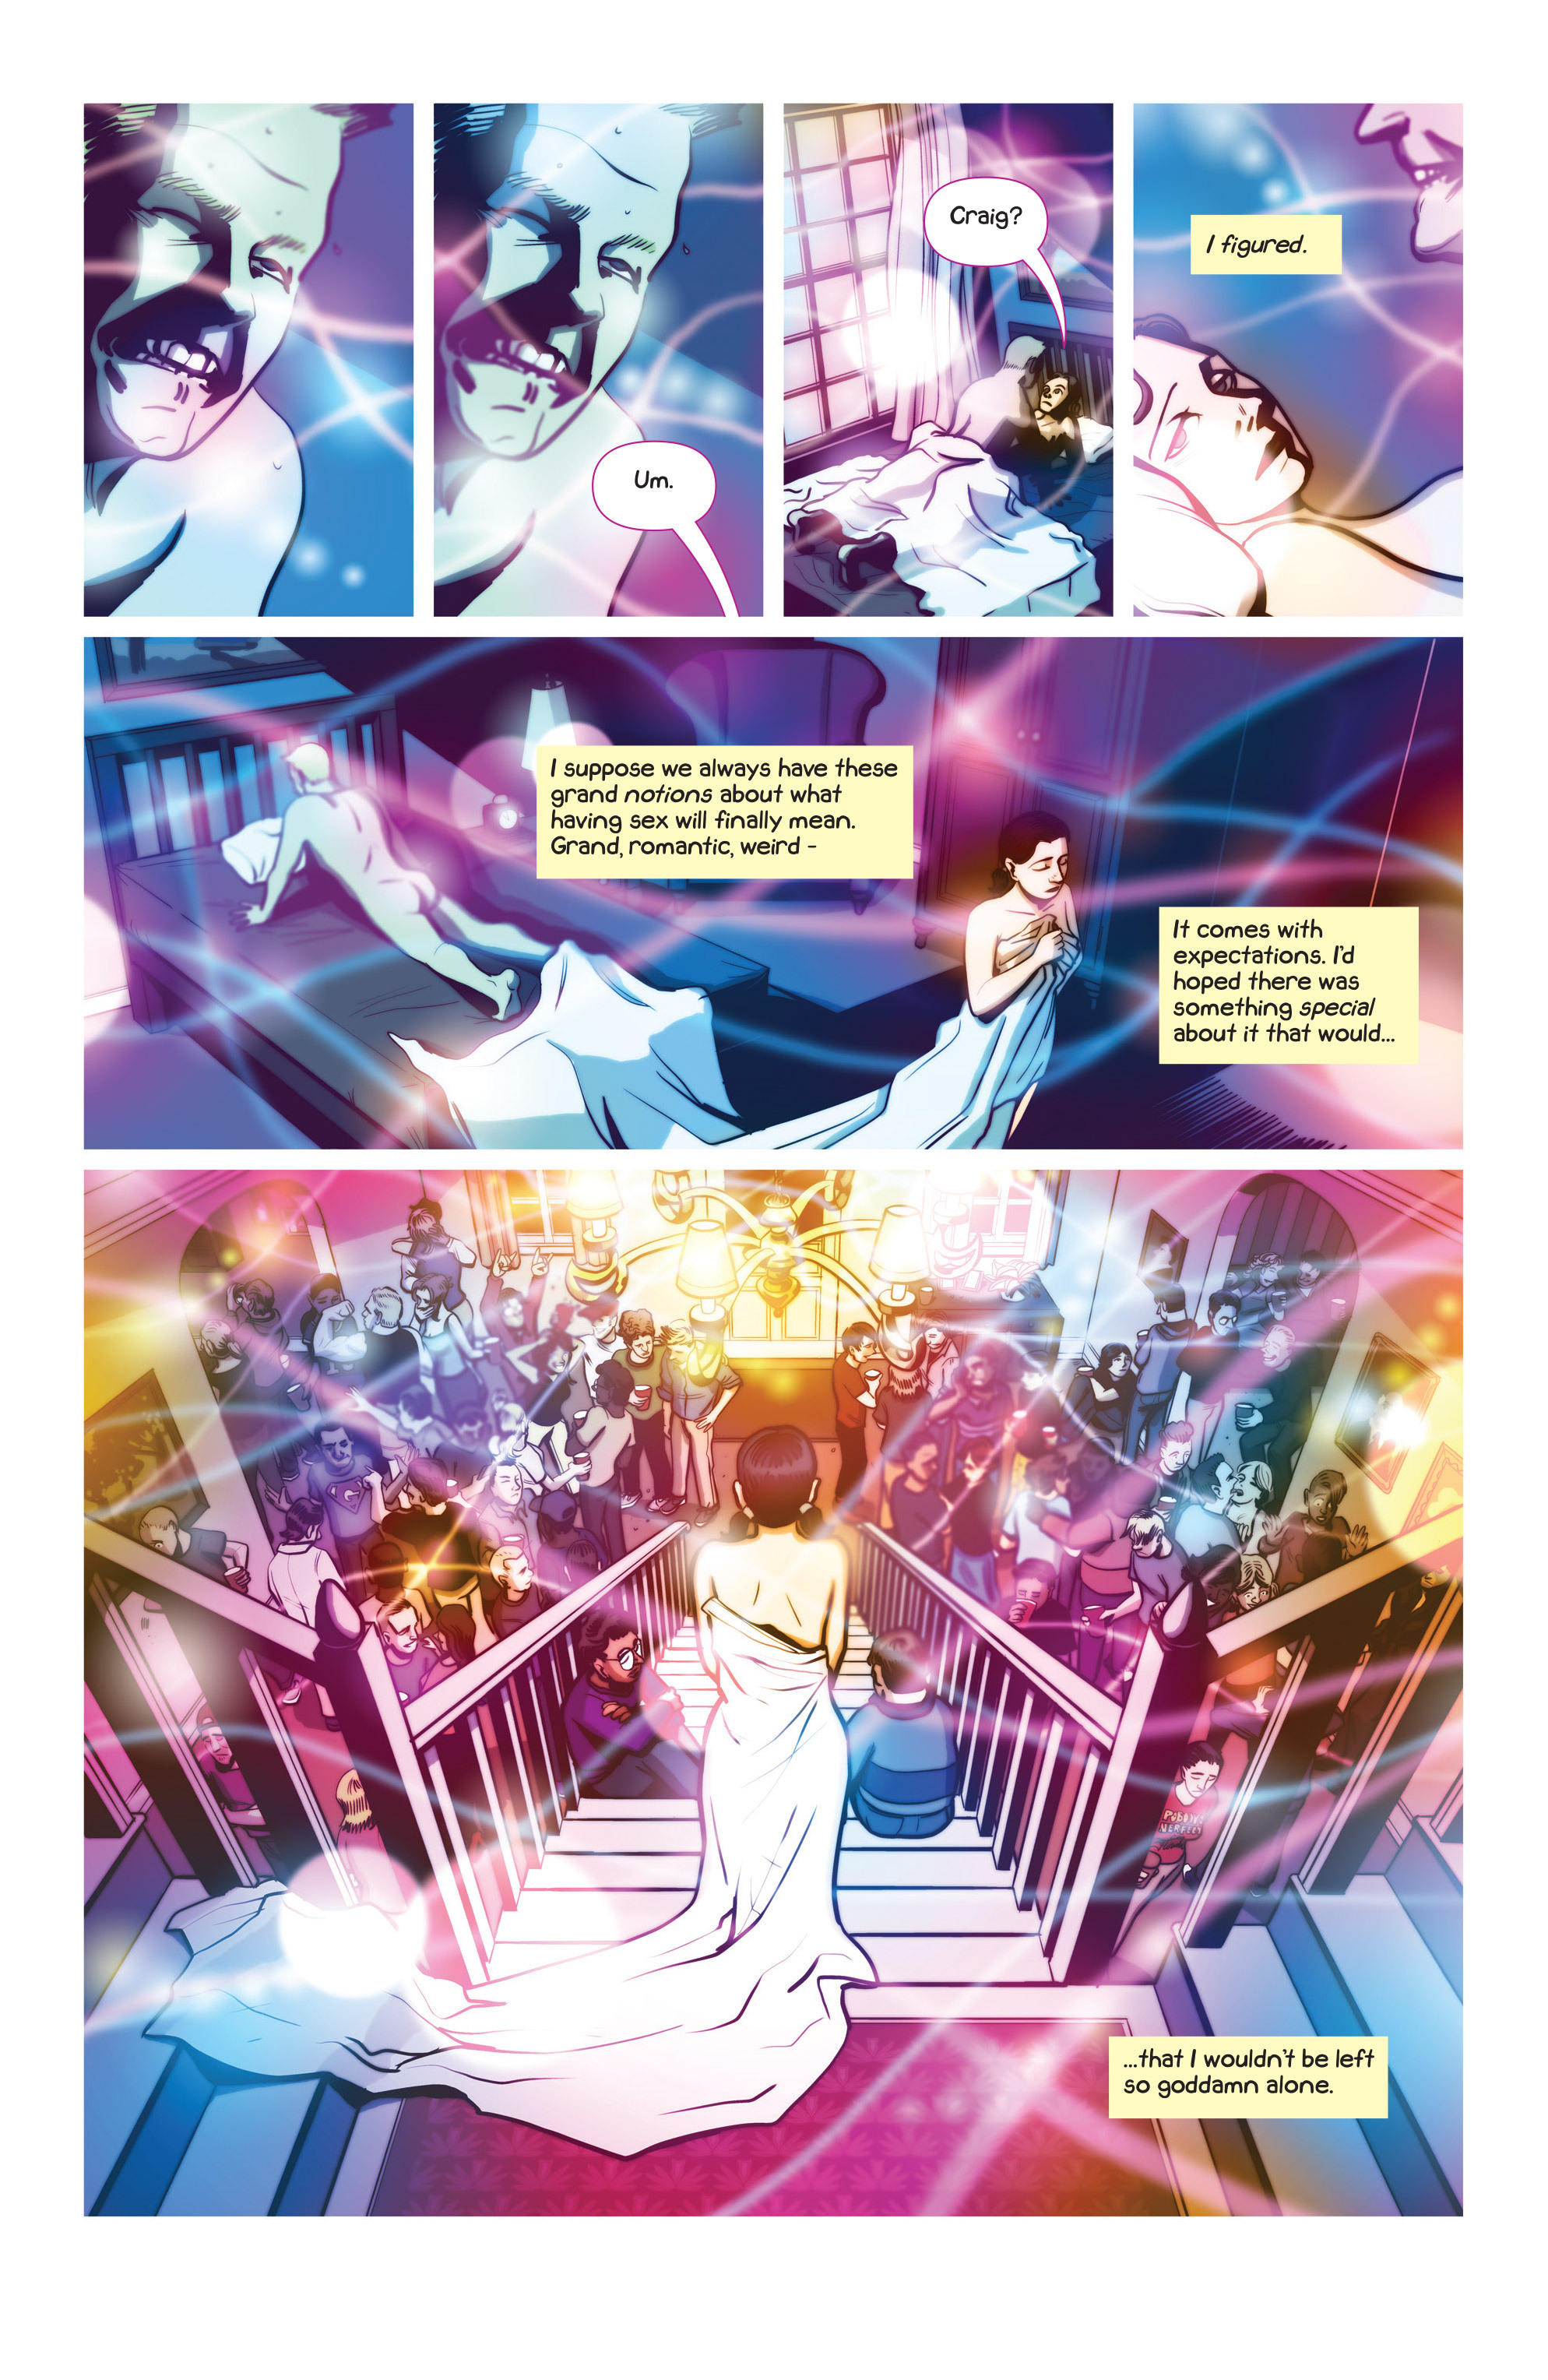 Um.
Craig?
I figured.
I suppose we always have these
grand notions about what
having sex will finally mean.
Grand, romantic, weird -
It comes with
expectations. I'd
hoped there was
something special
about it that would...
...that I wouldn't be left
so goddamn alone.